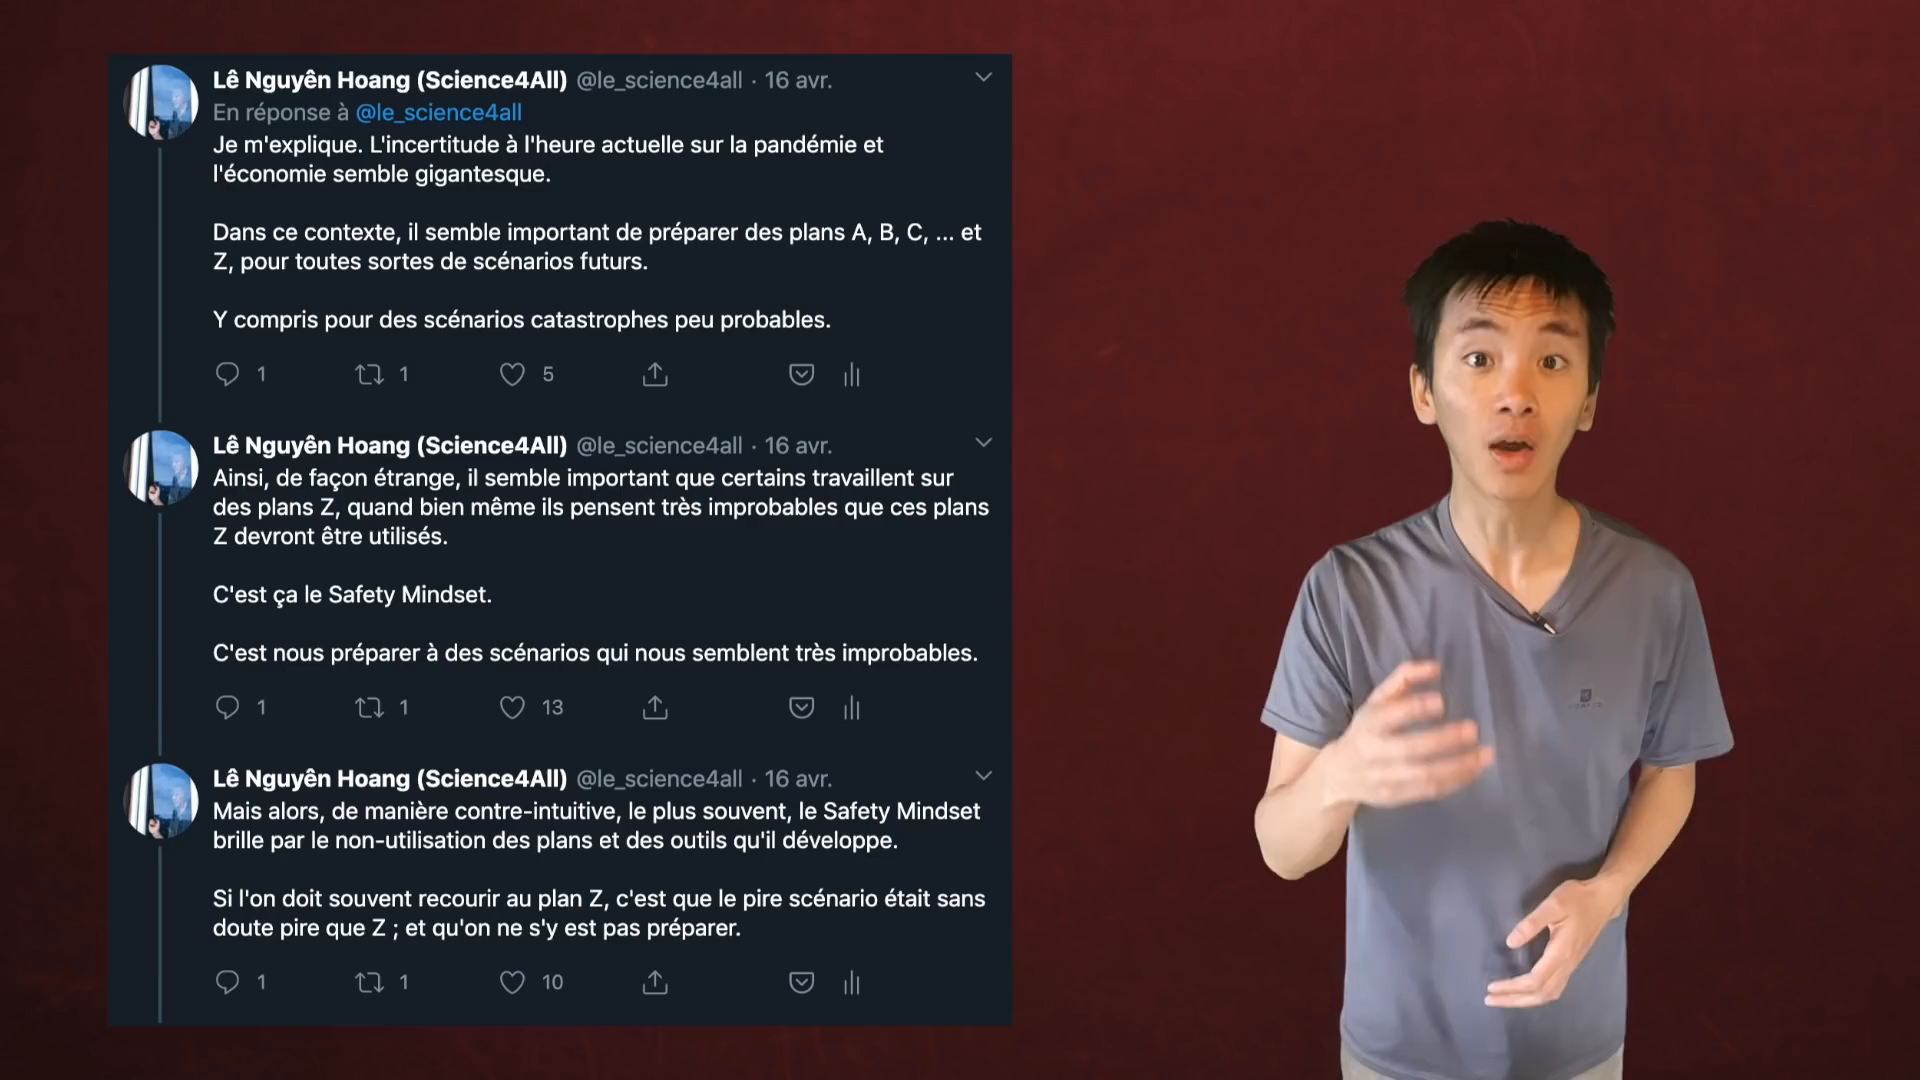 Lê Nguyên Hoang (Science4All) @le_science4all · 16 avr.
En réponse à @le_science4all
Je m'explique. L'incertitude à l'heure actuelle sur la pandémie et
l'économie semble gigantesque.
Dans ce contexte, il semble important de préparer des plans A, B, C, ... et
Z, pour toutes sortes de scénarios futurs.
Y compris pour des scénarios catastrophes peu probables.
1 1 5
Lê Nguyên Hoang (Science4All) @le_science4all · 16 avr.
Ainsi, de façon étrange, il semble important que certains travaillent sur
des plans Z, quand bien même ils pensent très improbables que ces plans
Z devront être utilisés.
C'est ça le Safety Mindset.
C'est nous préparer à des scénarios qui nous semblent très improbables.
1 1 13
Lê Nguyên Hoang (Science4All) @le_science4all · 16 avr.
Mais alors, de manière contre-intuitive, le plus souvent, le Safety Mindset
brille par le non-utilisation des plans et des outils qu'il développe.
Si l'on doit souvent recourir au plan Z, c'est que le pire scénario était sans
doute pire que Z ; et qu'on ne s'y est pas préparer.
1 1 10